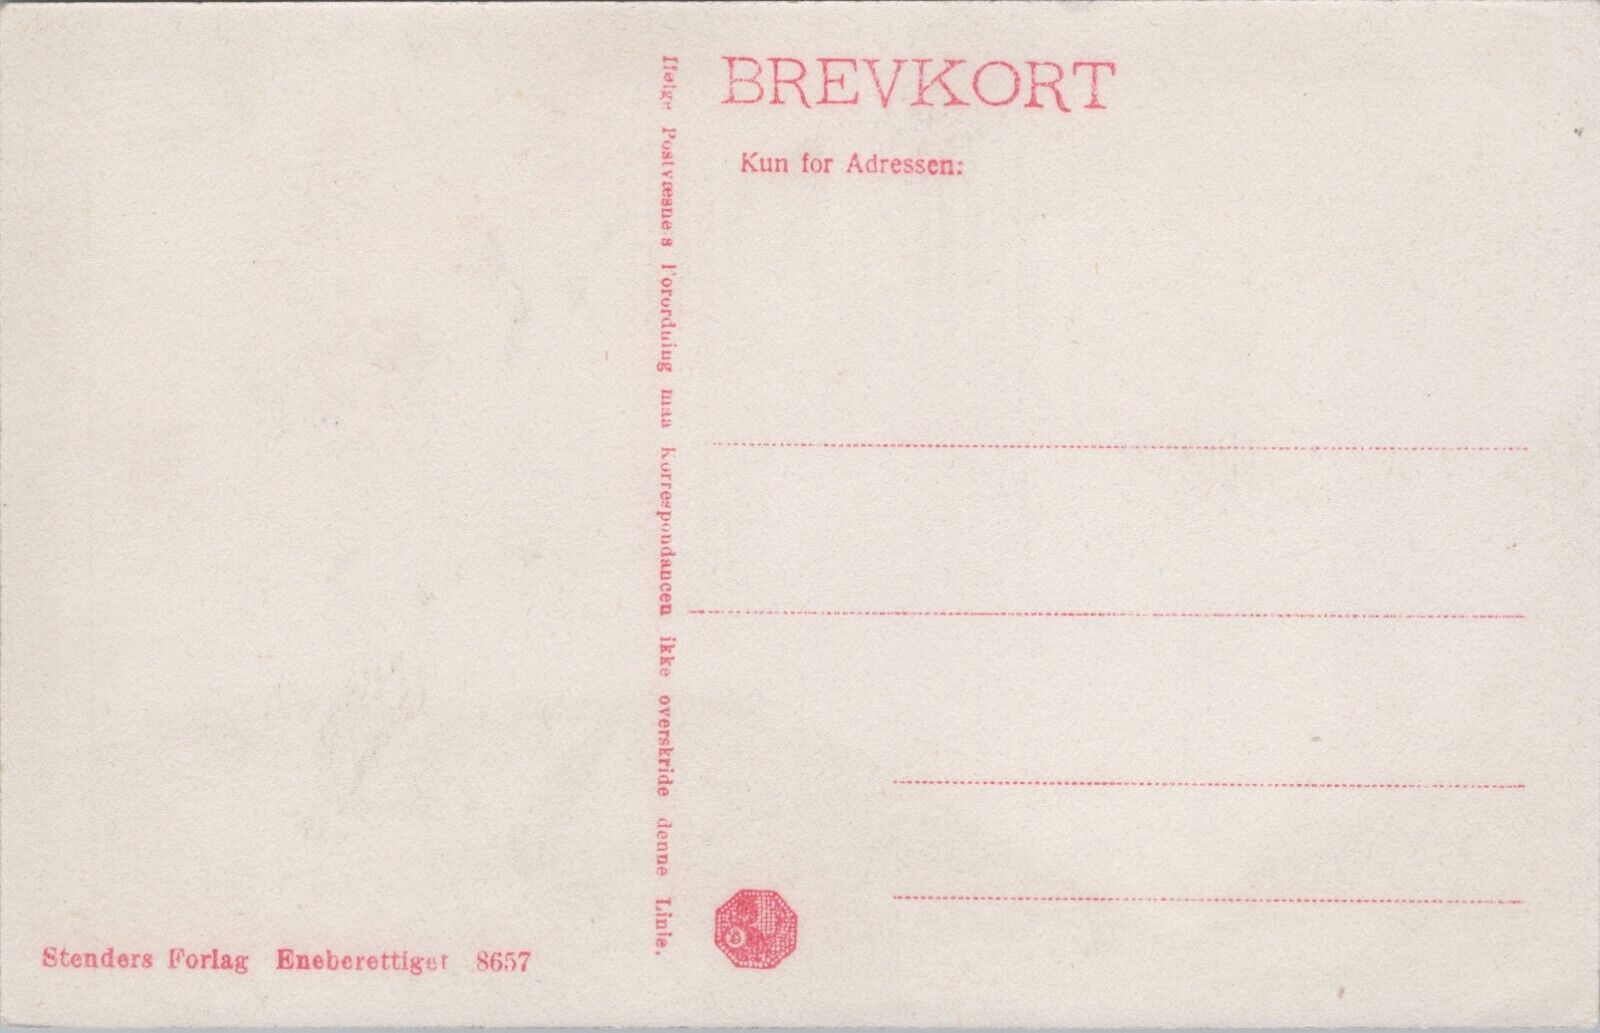 BREVKORT
Kun for Adressen:
Ifølge Postvæsnets Forordning maa Korrespondancen ikke overskride denne Linie.
Stenders Forlag Eneberettiget 8657